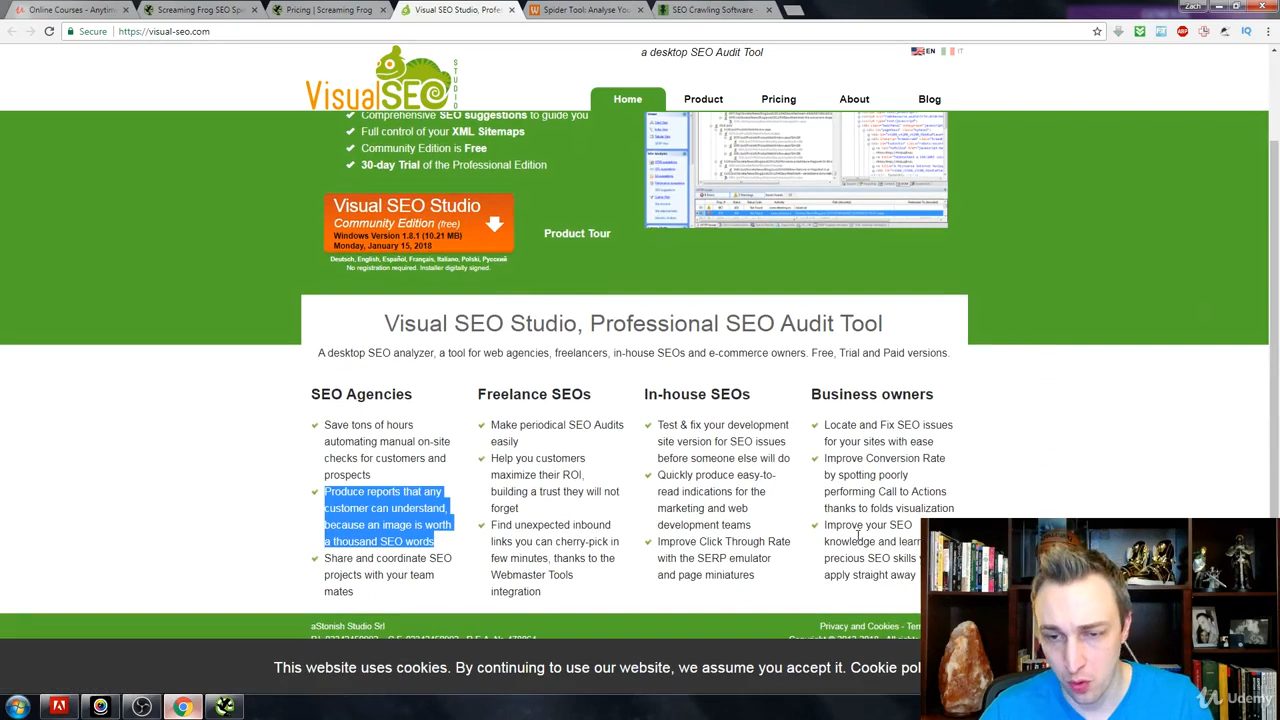 Online Courses - Anytim
Screaming Frog SEO Spi
Pricing | Screaming Frog
Visual SEO Studio, Profes
Spider Tool: Analyse You
SEO Crawling Software -
Zach
Secure
https://visual-seo.com
VisualSEO
STUDIO
a desktop SEO Audit Tool
EN
IT
Home
Product
Pricing
About
Blog
Comprehensive SEO suggestions to guide you
Full control of your XML Sitemaps
Community Edition is Free
30-day Trial of the Professional Edition
Visual SEO Studio
Community Edition (free)
Windows Version 1.8.1 (10.21 MB)
Monday, January 15, 2018
Product Tour
Deutsch, English, Español, Français, Italiano, Polski, Русский
No registration required. Installer digitally signed.
Visual SEO Studio, Professional SEO Audit Tool
A desktop SEO analyzer, a tool for web agencies, freelancers, in-house SEOs and e-commerce owners. Free, Trial and Paid versions.
SEO Agencies
Save tons of hours
automating manual on-site
checks for customers and
prospects
Produce reports that any
customer can understand,
because an image is worth
a thousand SEO words
Share and coordinate SEO
projects with your team
mates
Freelance SEOs
Make periodical SEO Audits
easily
Help you customers
maximize their ROI,
building a trust they will not
forget
Find unexpected inbound
links you can cherry-pick in
few minutes, thanks to the
Webmaster Tools
integration
In-house SEOs
Test & fix your development
site version for SEO issues
before someone else will do
Quickly produce easy-to-
read indications for the
marketing and web
development teams
Improve Click Through Rate
with the SERP emulator
and page miniatures
Business owners
Locate and Fix SEO issues
for your sites with ease
Improve Conversion Rate
by spotting poorly
performing Call to Actions
thanks to folds visualization
Improve your SEO
knowledge and learn
precious SEO skills
apply straight away
aStonish Studio Srl
Privacy and Cookies -
This website uses cookies. By continuing to use our website, we assume you accept it. Cookie pol
Udemy